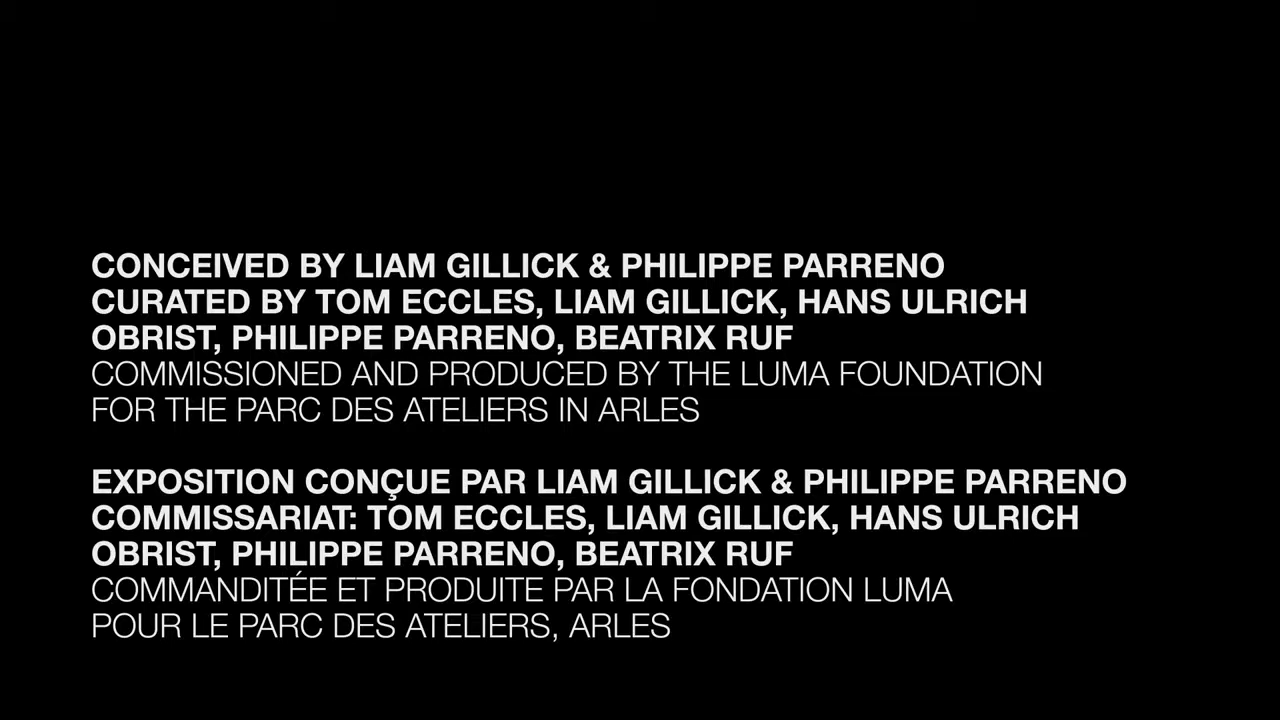 CONCEIVED BY LIAM GILLICK & PHILIPPE PARRENO
CURATED BY TOM ECCLES, LIAM GILLICK, HANS ULRICH
OBRIST, PHILIPPE PARRENO, BEATRIX RUF
COMMISSIONED AND PRODUCED BY THE LUMA FOUNDATION
FOR THE PARC DES ATELIERS IN ARLES
EXPOSITION CONÇUE PAR LIAM GILLICK & PHILIPPE PARRENO
COMMISSARIAT: TOM ECCLES, LIAM GILLICK, HANS ULRICH
OBRIST, PHILIPPE PARRENO, BEATRIX RUF
COMMANDITÉE ET PRODUITE PAR LA FONDATION LUMA
POUR LE PARC DES ATELIERS, ARLES